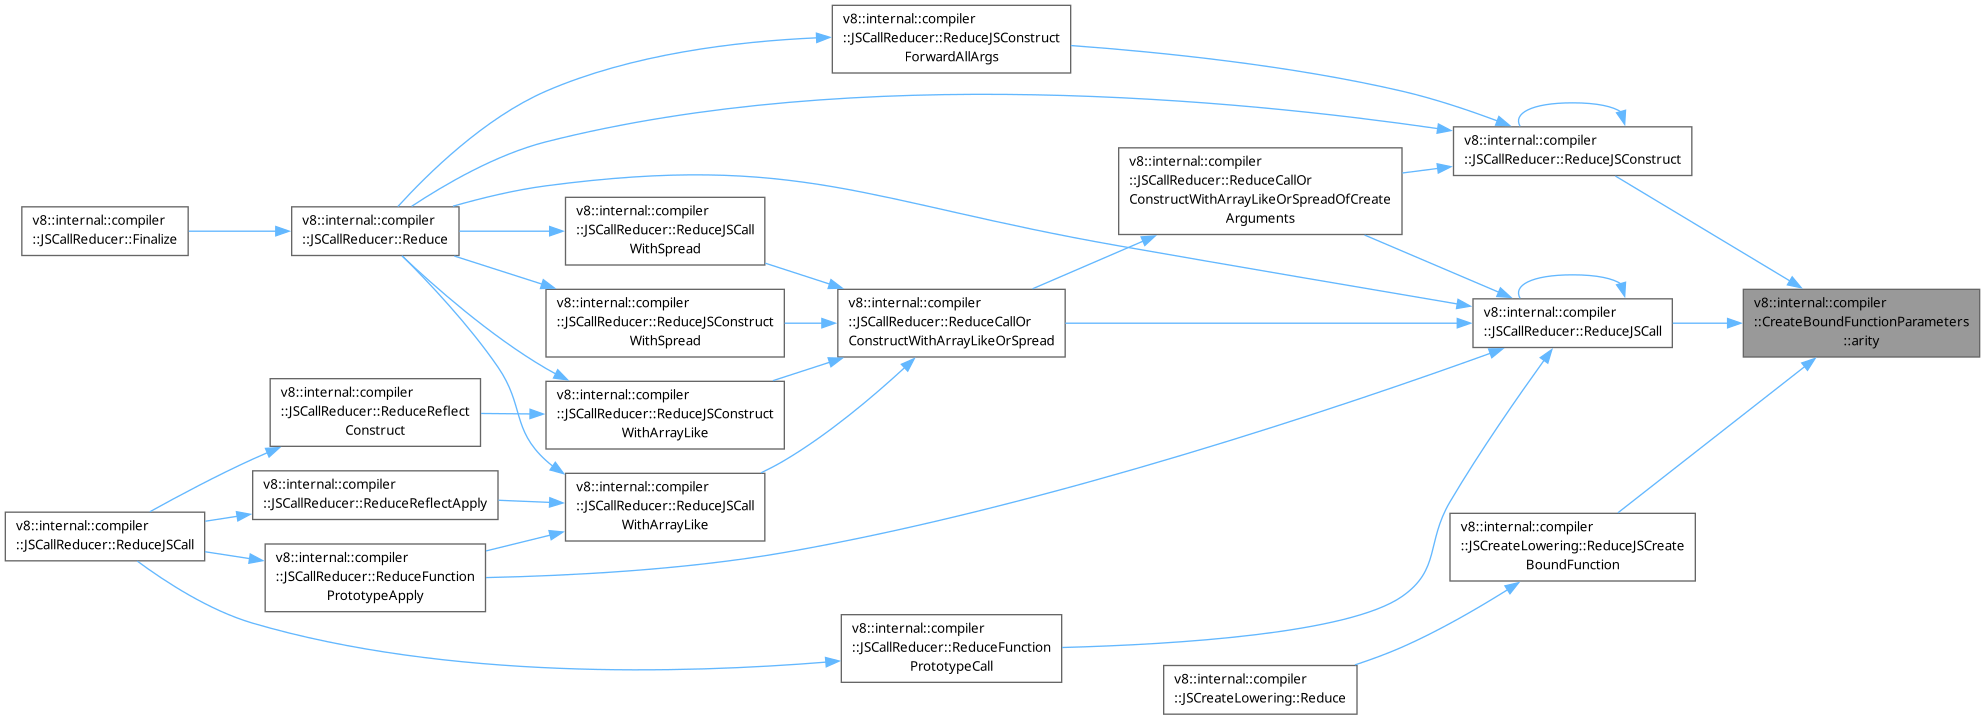 v8::internal::compiler
::JSCallReducer::ReduceJSConstruct
ForwardAllArgs
v8::internal::compiler
::JSCallReducer::ReduceJSConstruct
v8::internal::compiler
::JSCallReducer::ReduceCallOr
ConstructWithArrayLikeOrSpreadOfCreate
Arguments
v8::internal::compiler
::JSCallReducer::Finalize
v8::internal::compiler
::JSCallReducer::Reduce
v8::internal::compiler
::JSCallReducer::ReduceJSCall
WithSpread
v8::internal::compiler
::JSCallReducer::ReduceJSConstruct
WithSpread
v8::internal::compiler
::JSCallReducer::ReduceCallOr
ConstructWithArrayLikeOrSpread
v8::internal::compiler
::JSCallReducer::ReduceJSCall
v8::internal::compiler
::CreateBoundFunctionParameters
::arity
v8::internal::compiler
::JSCallReducer::ReduceReflect
Construct
v8::internal::compiler
::JSCallReducer::ReduceJSConstruct
WithArrayLike
v8::internal::compiler
::JSCallReducer::ReduceReflectApply
v8::internal::compiler
::JSCallReducer::ReduceJSCall
WithArrayLike
v8::internal::compiler
::JSCallReducer::ReduceJSCall
v8::internal::compiler
::JSCallReducer::ReduceFunction
PrototypeApply
v8::internal::compiler
::JSCreateLowering::ReduceJSCreate
BoundFunction
v8::internal::compiler
::JSCallReducer::ReduceFunction
PrototypeCall
v8::internal::compiler
::JSCreateLowering::Reduce